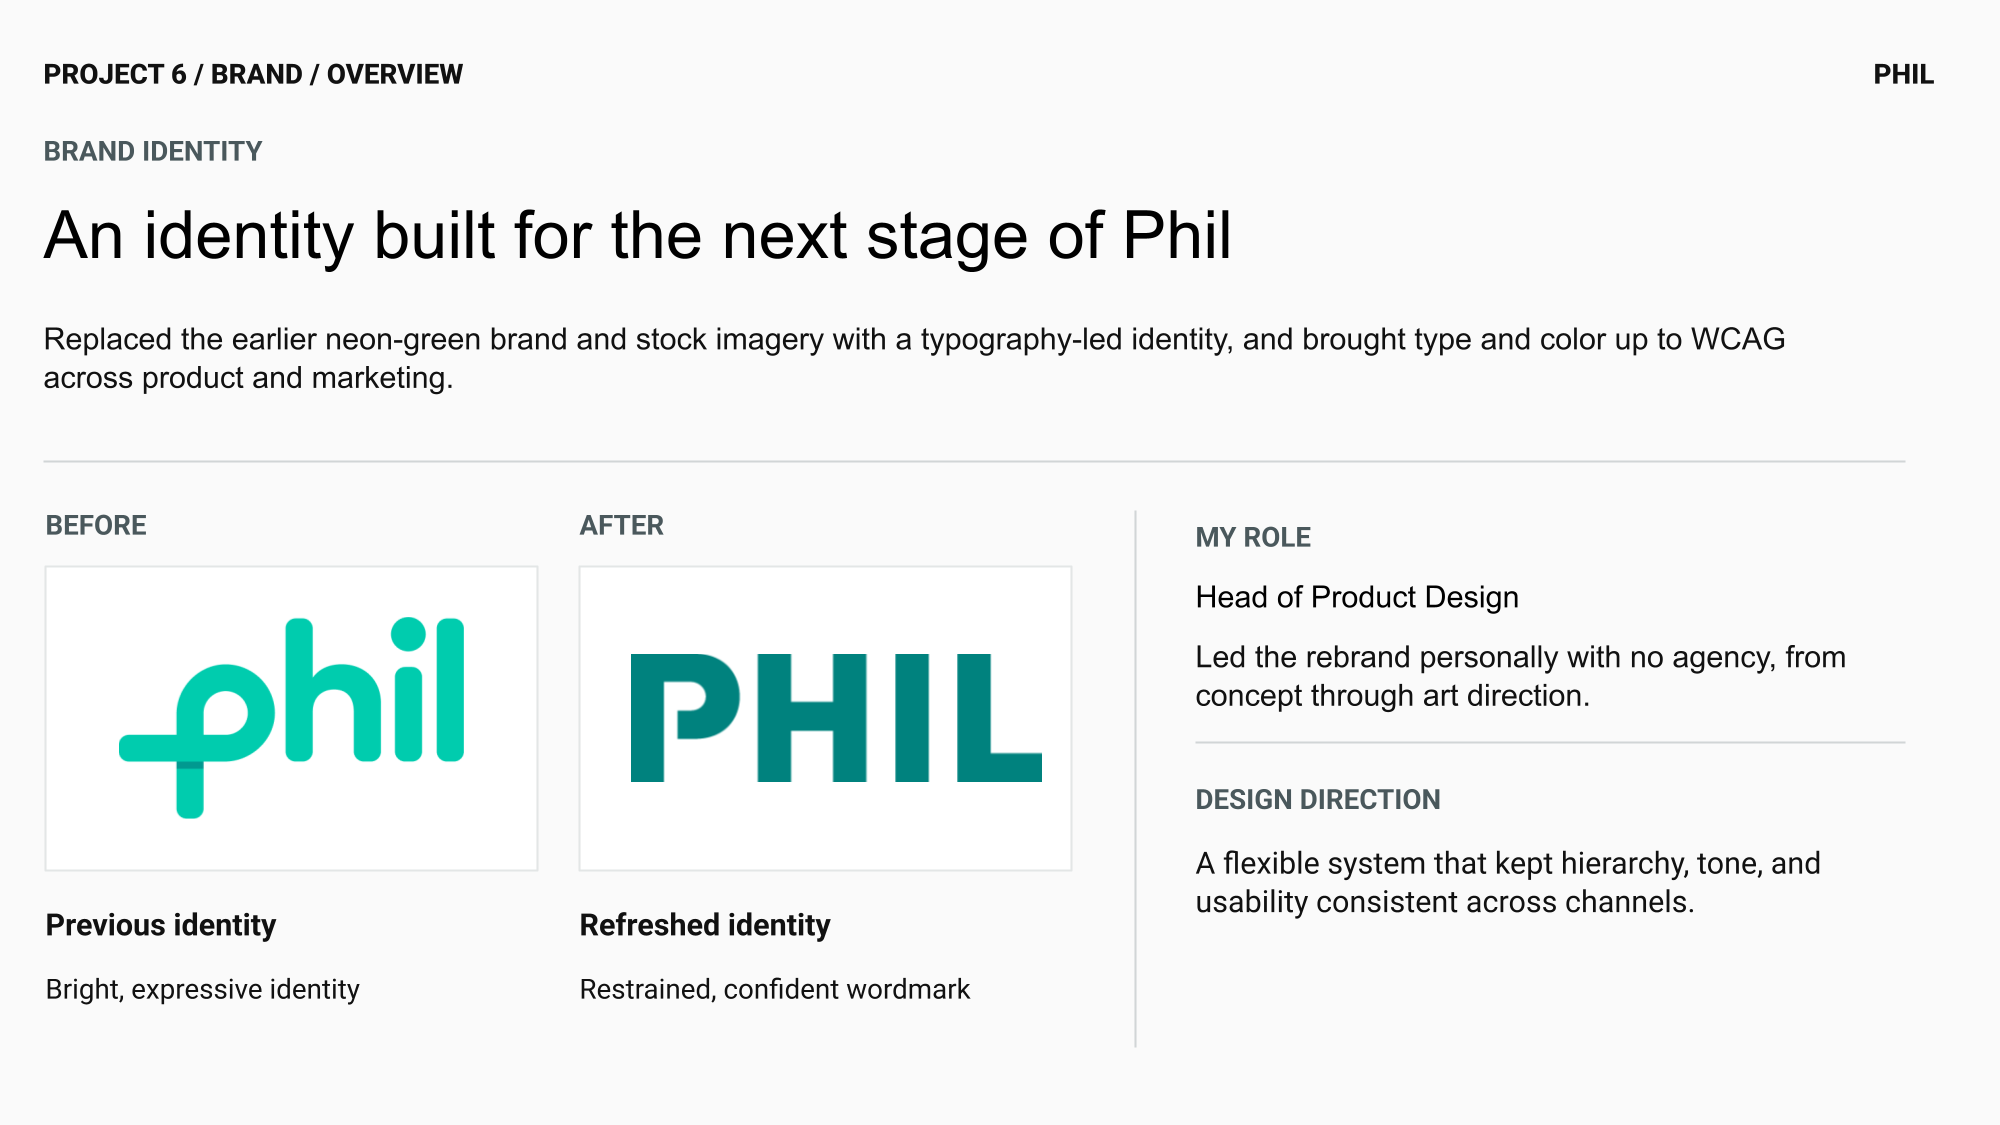 PROJECT 6 / BRAND / OVERVIEW
PHIL
BRAND IDENTITY
An identity built for the next stage of Phil
Replaced the earlier neon-green brand and stock imagery with a typography-led identity, and brought type and color up to WCAG
across product and marketing.
BEFORE
phil
Previous identity
Bright, expressive identity
AFTER
PHIL
Refreshed identity
Restrained, confident wordmark
MY ROLE
Head of Product Design
Led the rebrand personally with no agency, from
concept through art direction.
DESIGN DIRECTION
A flexible system that kept hierarchy, tone, and
usability consistent across channels.